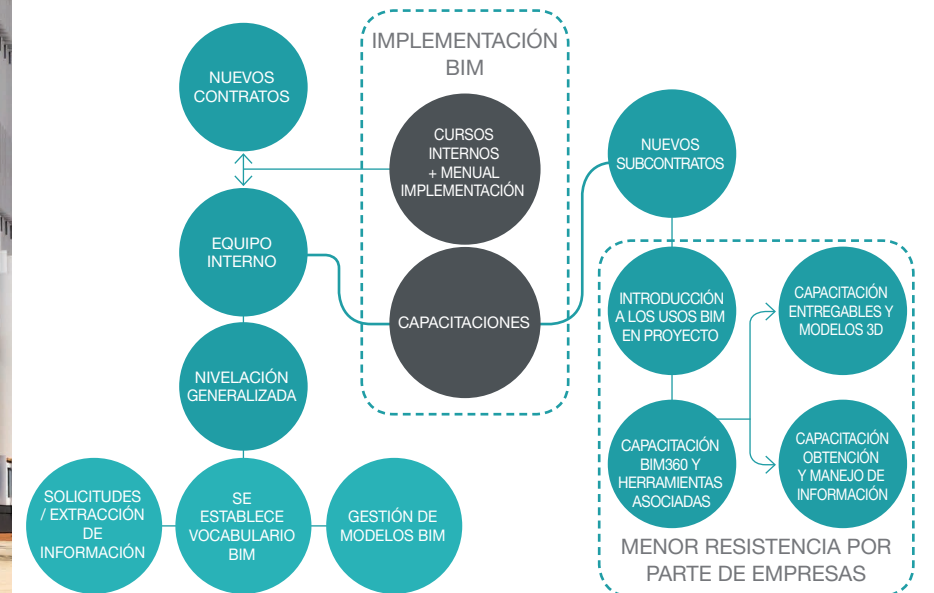 IMPLEMENTACIÓN
BIM
NUEVOS
CONTRATOS
CURSOS
INTERNOS
+ MENUAL
IMPLEMENTACIÓN
NUEVOS
SUBCONTRATOS
EQUIPO
INTERNO
CAPACITACIONES
INTRODUCCIÓN
A LOS USOS BIM
EN PROYECTO
CAPACITACIÓN
ENTREGABLES Y
MODELOS 3D
NIVELACIÓN
GENERALIZADA
CAPACITACIÓN
BIM360 Y
HERRAMIENTAS
ASOCIADAS
CAPACITACIÓN
OBTENCIÓN
Y MANEJO DE
INFORMACIÓN
SOLICITUDES
/ EXTRACCIÓN
DE
INFORMACIÓN
SE
ESTABLECE
VOCABULARIO
BIM
GESTIÓN DE
MODELOS BIM
MENOR RESISTENCIA POR
PARTE DE EMPRESAS